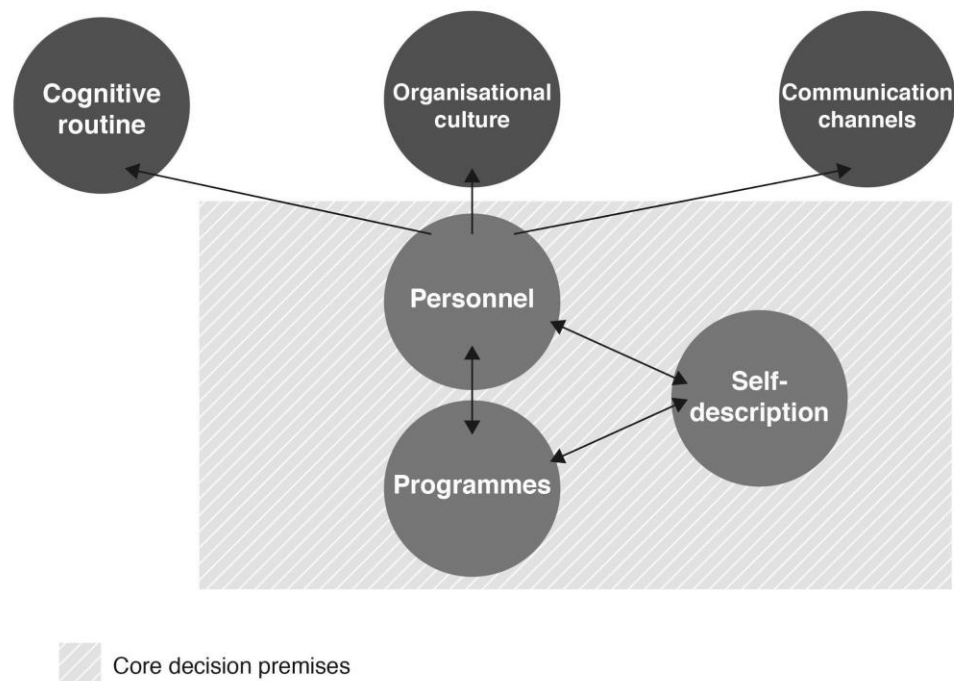 Cognitive
routine
Organisational
culture
Communication
channels
Personnel
Self-
description
Programmes
Core decision premises